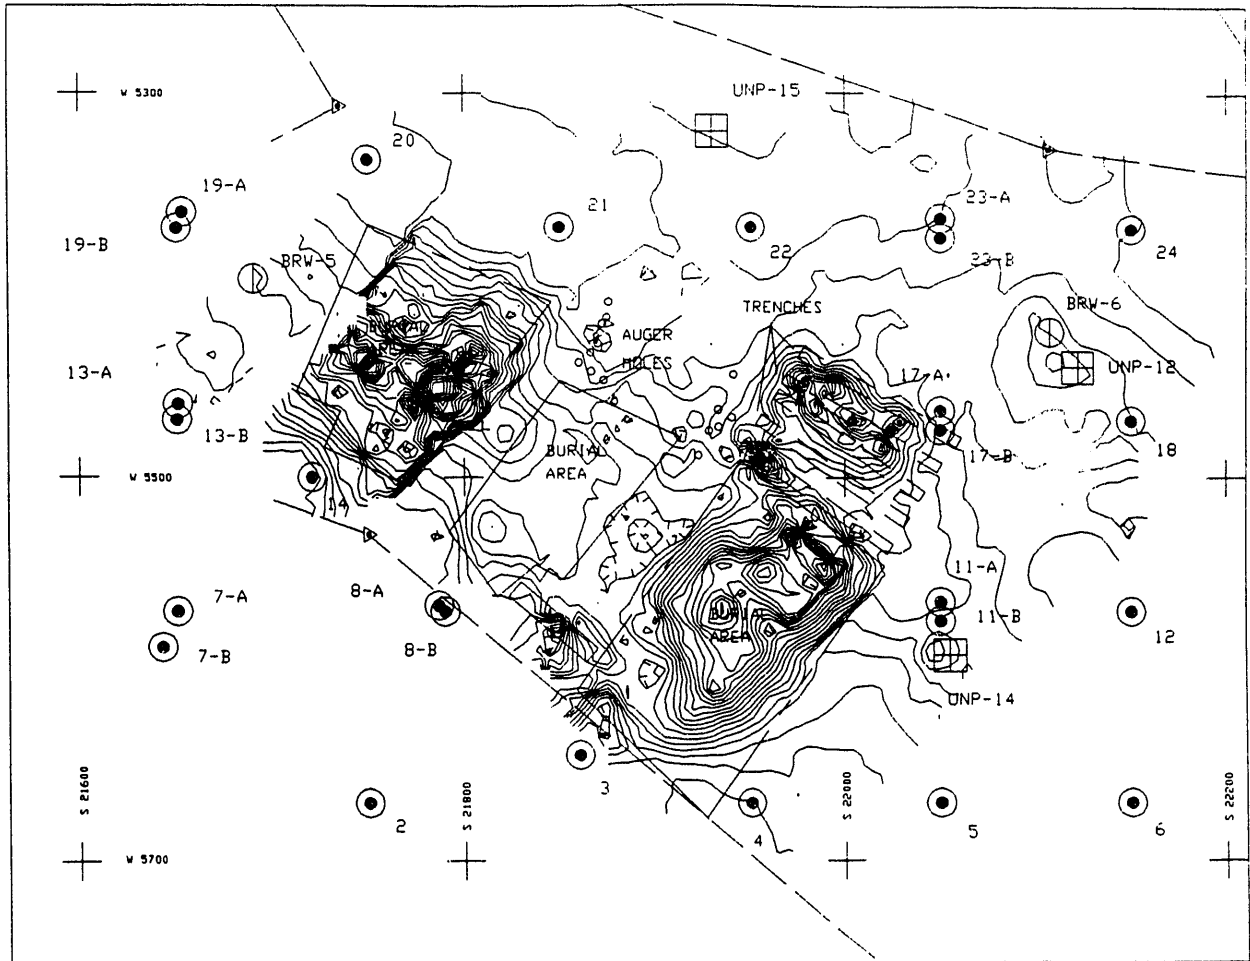 W 5300
UNP-15
20
19-A
21
23-A
19-B
22
23-B
24
BRW-5
BRW-6
TRENCHES
BURIAL
AREA
AUGER
HOLES
13-A
17-A
UNP-12
13-B
17-B
18
BURIAL
AREA
W 5500
14
11-A
7-A
8-A
11-B
12
BURIAL
AREA
7-B
8-B
UNP-14
S 21600
S 21800
3
S 22000
S 22200
2
4
5
6
W 5700